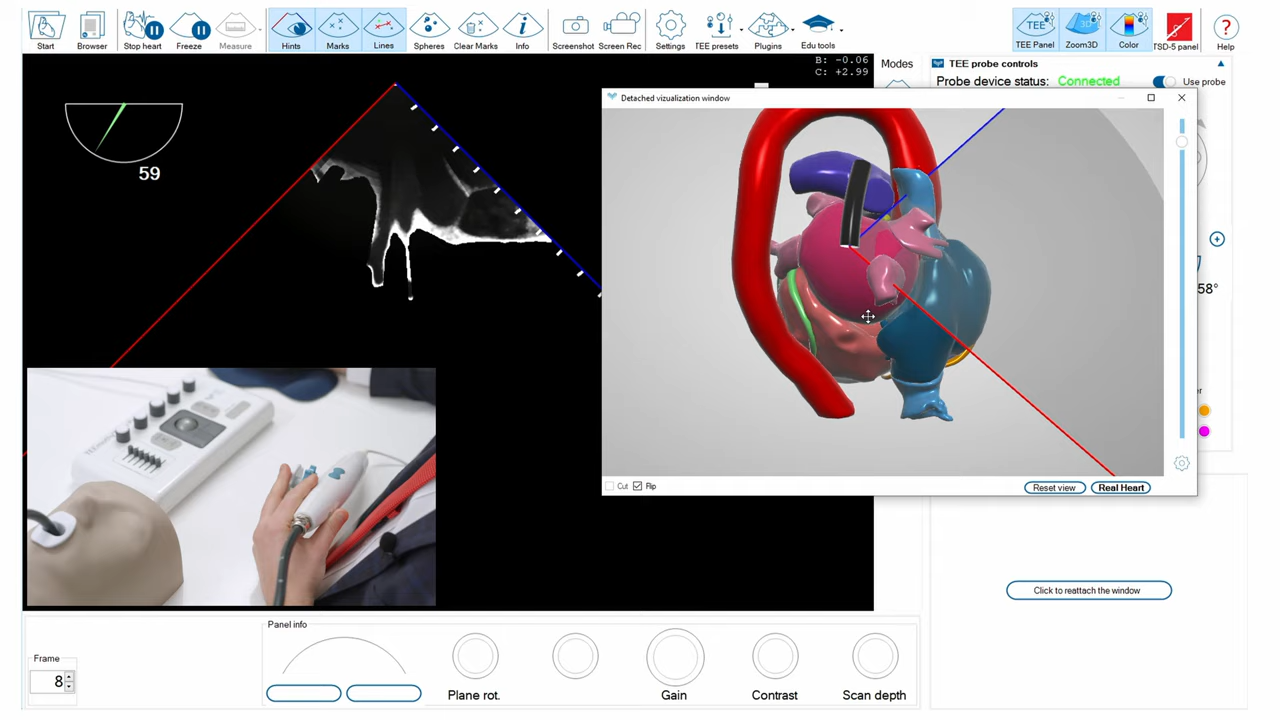 Start
Browser
Stop heart
Freeze
Measure
Hints
Marks
Lines
Spheres
Clear Marks
Info
Screenshot
Screen Rec
Settings
TEE presets
Plugins
Edu tools
TEE Panel
Zoom3D
Color
TSD-5 panel
Help
B: -0.06
C: +2.99
Modes
TEE probe controls
Probe device status: Connected
Use probe
Detached vizualization window
59
58°
Cut
Flip
Reset view
Real Heart
Click to reattach the window
Panel info
Frame
8
Plane rot.
Gain
Contrast
Scan depth